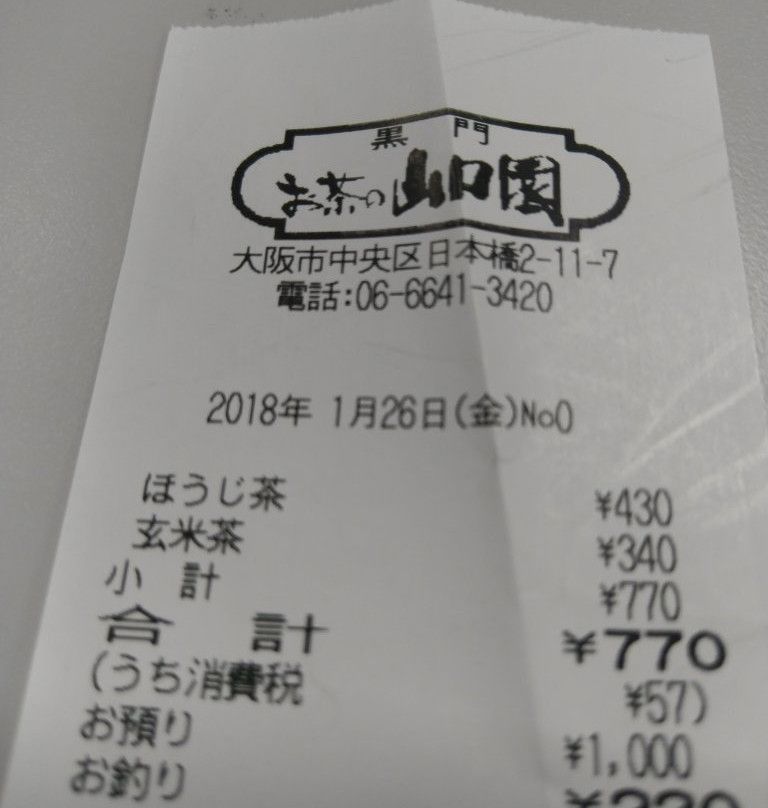 黒門
お茶の山口園
大阪市中央区日本橋2-11-7
電話:06-6641-3420
2018年 1月26日(金)No0
ほうじ茶 ¥430
玄米茶 ¥340
小 計 ¥770
合 計 ¥770
(うち消費税 ¥57)
お預り ¥1,000
お釣り